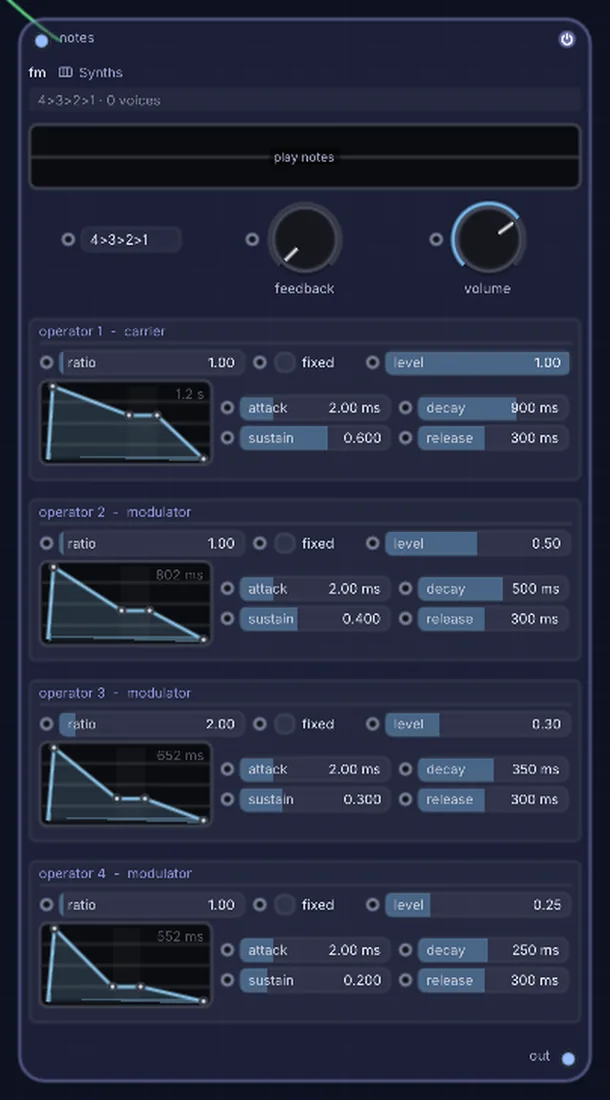 notes
fm Synths
4>3>2>1 · 0 voices
play notes
4>3>2>1
feedback volume
operator 1 - carrier
ratio 1.00 fixed level 1.00
1.2 s
attack 2.00 ms decay 900 ms
sustain 0.600 release 300 ms
operator 2 - modulator
ratio 1.00 fixed level 0.50
802 ms
attack 2.00 ms decay 500 ms
sustain 0.400 release 300 ms
operator 3 - modulator
ratio 2.00 fixed level 0.30
652 ms
attack 2.00 ms decay 350 ms
sustain 0.300 release 300 ms
operator 4 - modulator
ratio 1.00 fixed level 0.25
552 ms
attack 2.00 ms decay 250 ms
sustain 0.200 release 300 ms
out